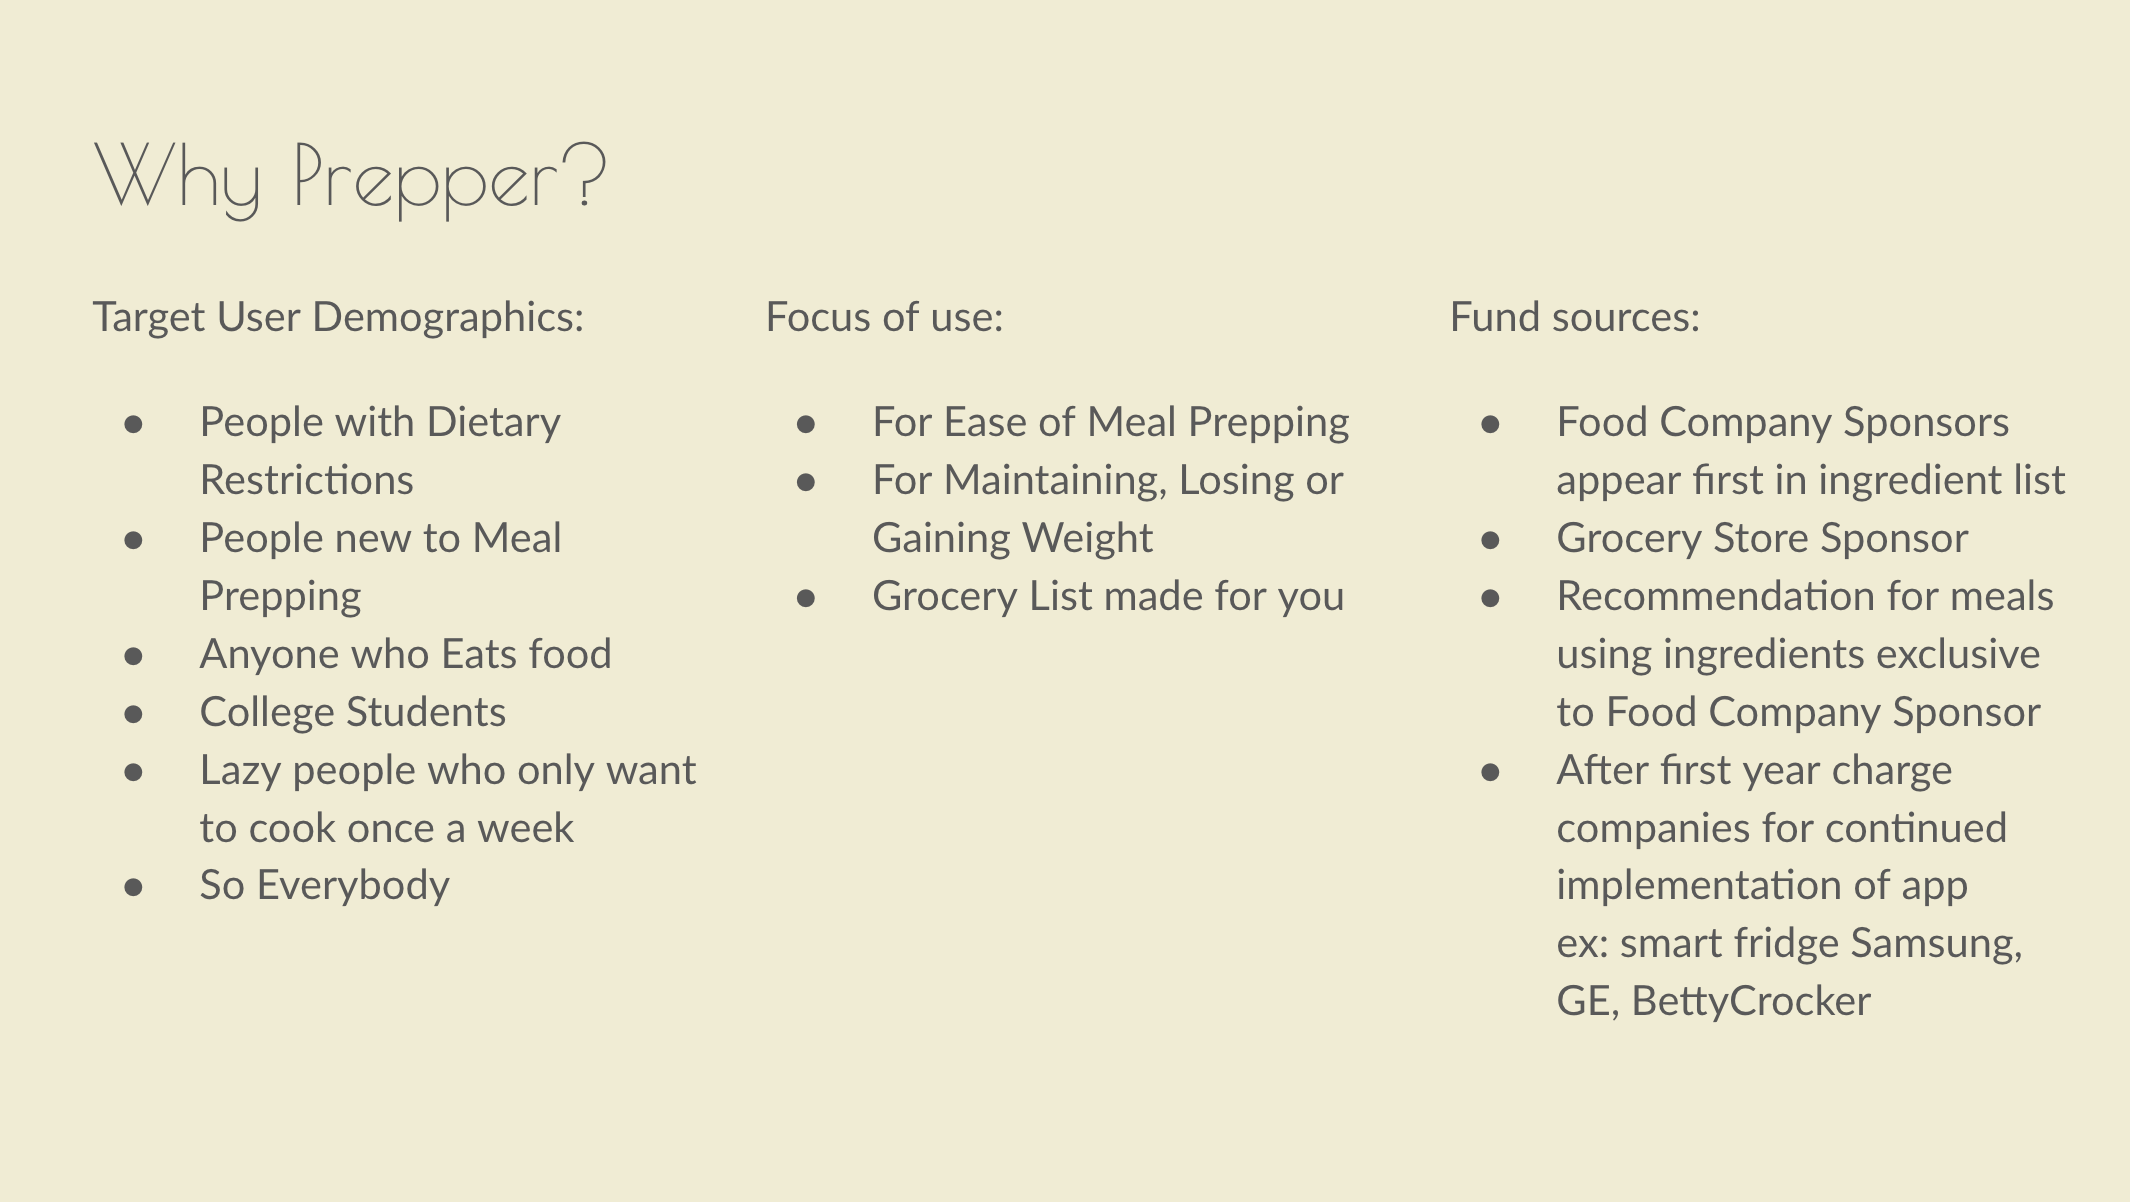 Why Prepper?
Target User Demographics:
● People with Dietary
Restrictions
● People new to Meal
Prepping
● Anyone who Eats food
● College Students
● Lazy people who only want
to cook once a week
● So Everybody
Focus of use:
● For Ease of Meal Prepping
● For Maintaining, Losing or
Gaining Weight
● Grocery List made for you
Fund sources:
● Food Company Sponsors
appear first in ingredient list
● Grocery Store Sponsor
● Recommendation for meals
using ingredients exclusive
to Food Company Sponsor
● After first year charge
companies for continued
implementation of app
ex: smart fridge Samsung,
GE, BettyCrocker